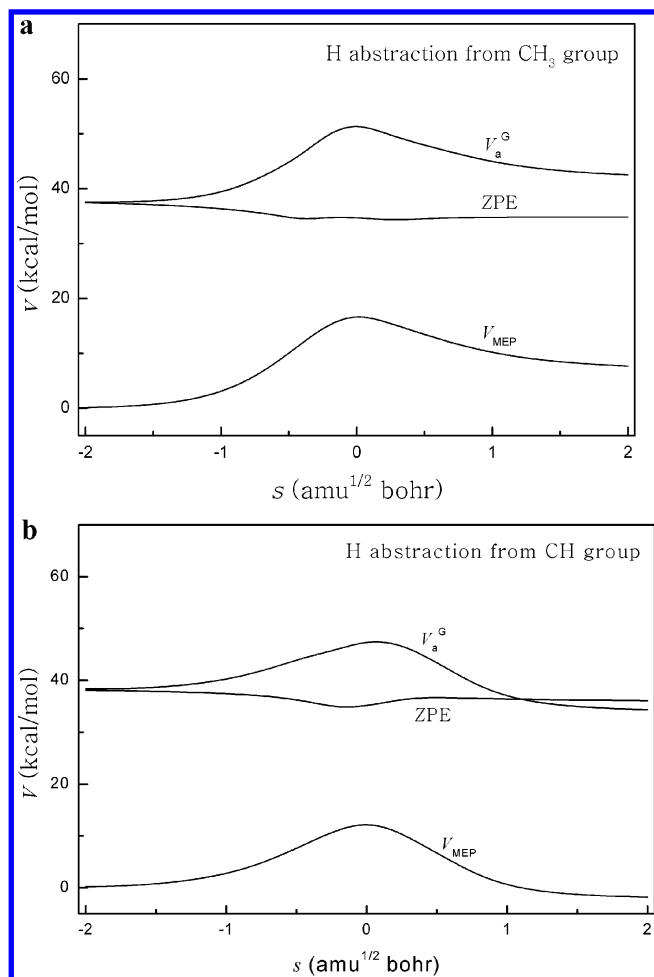 a
H abstraction from CH₃ group
V (kcal/mol)
60
40
20
0
VₐG
ZPE
V_MEP
-2 -1 0 1 2
s (amu1/2 bohr)
b
H abstraction from CH group
V (kcal/mol)
60
40
20
0
VₐG
ZPE
V_MEP
-2 -1 0 1 2
s (amu1/2 bohr)